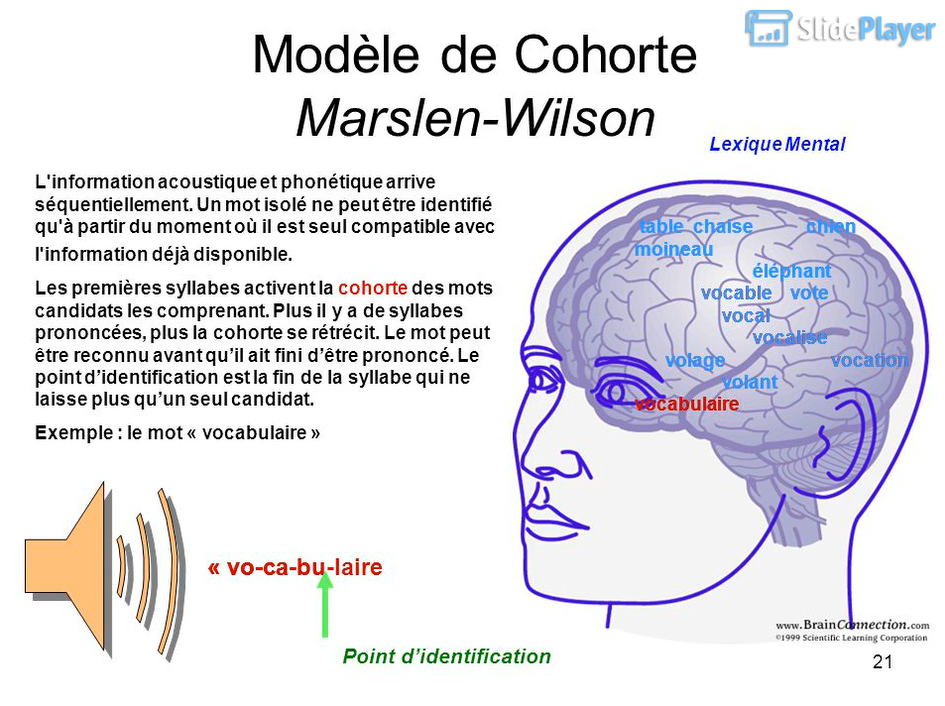 SlidePlayer
Modèle de Cohorte
Marslen-Wilson
Lexique Mental
L'information acoustique et phonétique arrive
séquentiellement. Un mot isolé ne peut être identifié
qu'à partir du moment où il est seul compatible avec
l'information déjà disponible.
Les premières syllabes activent la cohorte des mots
candidats les comprenant. Plus il y a de syllabes
prononcées, plus la cohorte se rétrécit. Le mot peut
être reconnu avant qu’il ait fini d’être prononcé. Le
point d’identification est la fin de la syllabe qui ne
laisse plus qu’un seul candidat.
Exemple : le mot « vocabulaire »
table chaise chien
moineau
éléphant
vocable vote
vocal
vocalise
volage vocation
volant
vocabulaire
« vo-ca-bu-laire
Point d’identification
www.BrainConnection.com
©1999 Scientific Learning Corporation
21